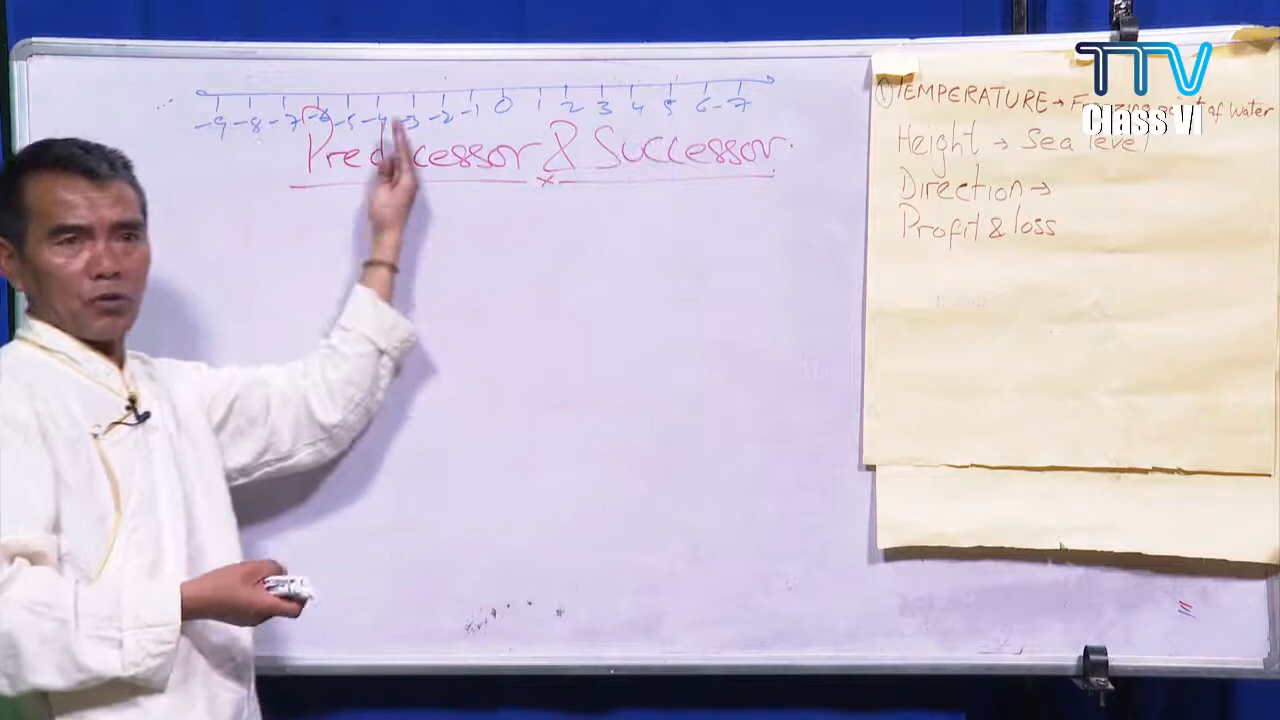 -9 -8 -7 -6 -5 -4 -3 -2 -1 0 1 2 3 4 5 6 7
Predecessor & Successor.
x
TTV
Class VI
① TEMPERATURE → point of water
Height → Sea level
Direction →
Profit & loss